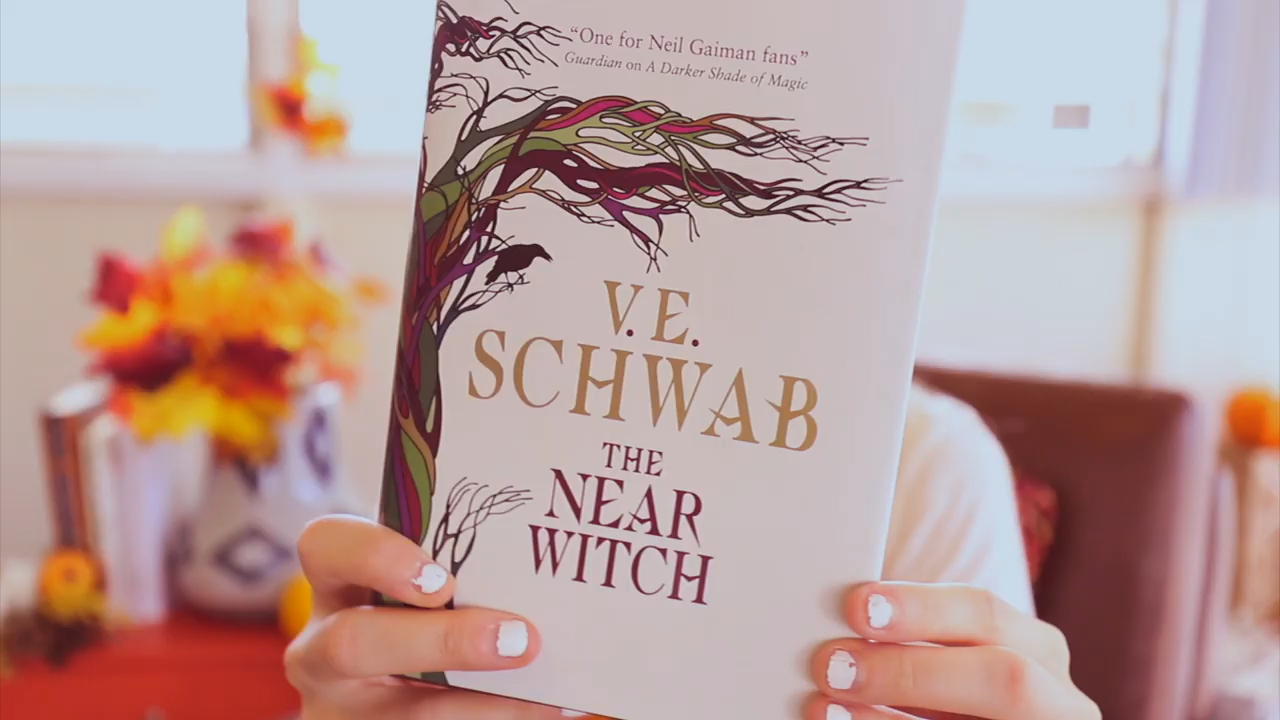 “One for Neil Gaiman fans”
Guardian on A Darker Shade of Magic
V. E.
SCHWAB
THE
NEAR
WITCH